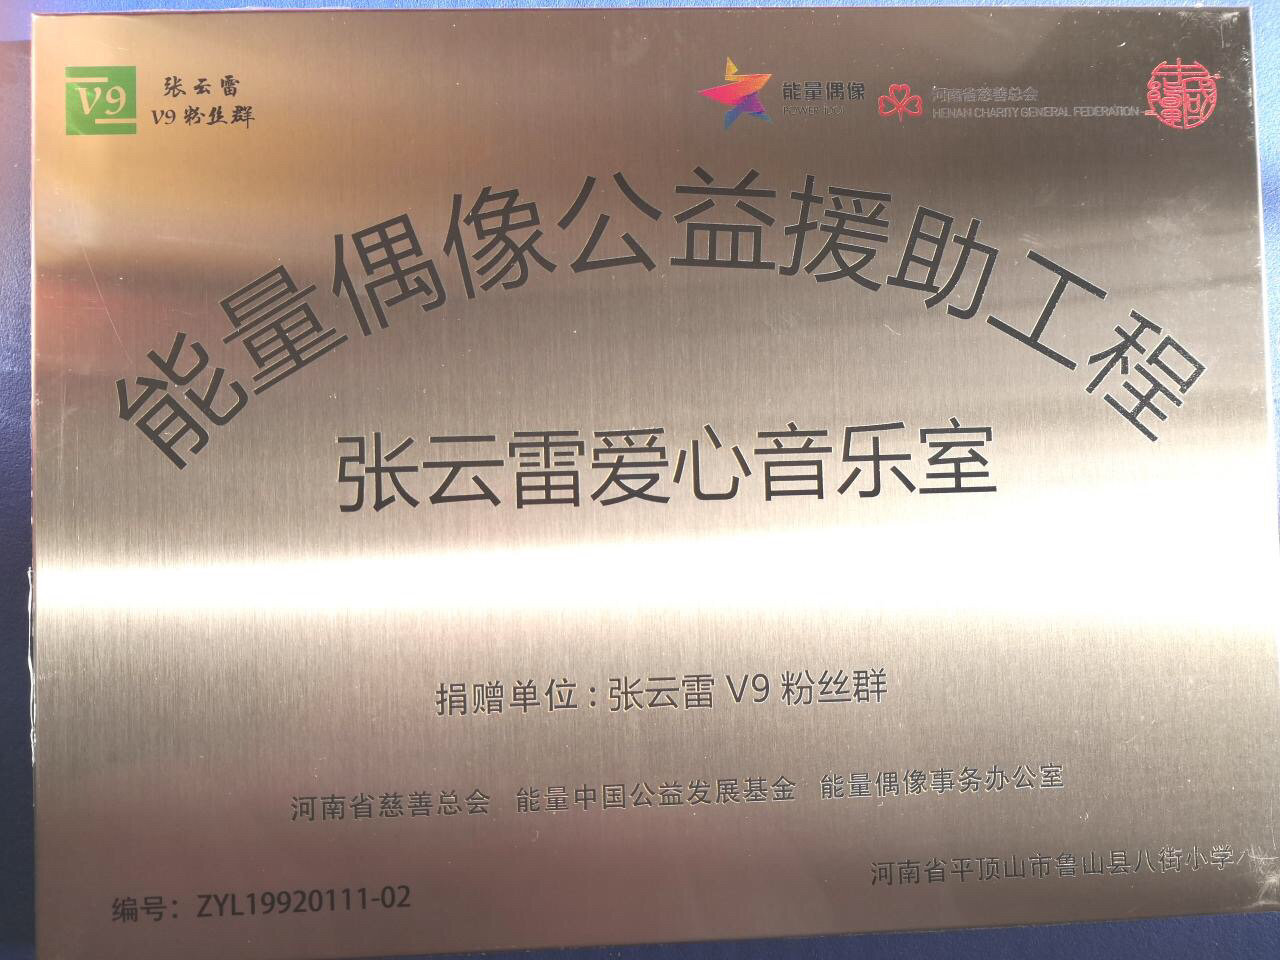 V9
张云雷
V9粉丝群
能量偶像
POWER IDOL
河南省慈善总会
HENAN CHARITY GENERAL FEDERATION
能量偶像公益援助工程
张云雷爱心音乐室
捐赠单位：张云雷 V9 粉丝群
河南省慈善总会 能量中国公益发展基金 能量偶像事务办公室
河南省平顶山市鲁山县八街小学
编号：ZYL19920111-02